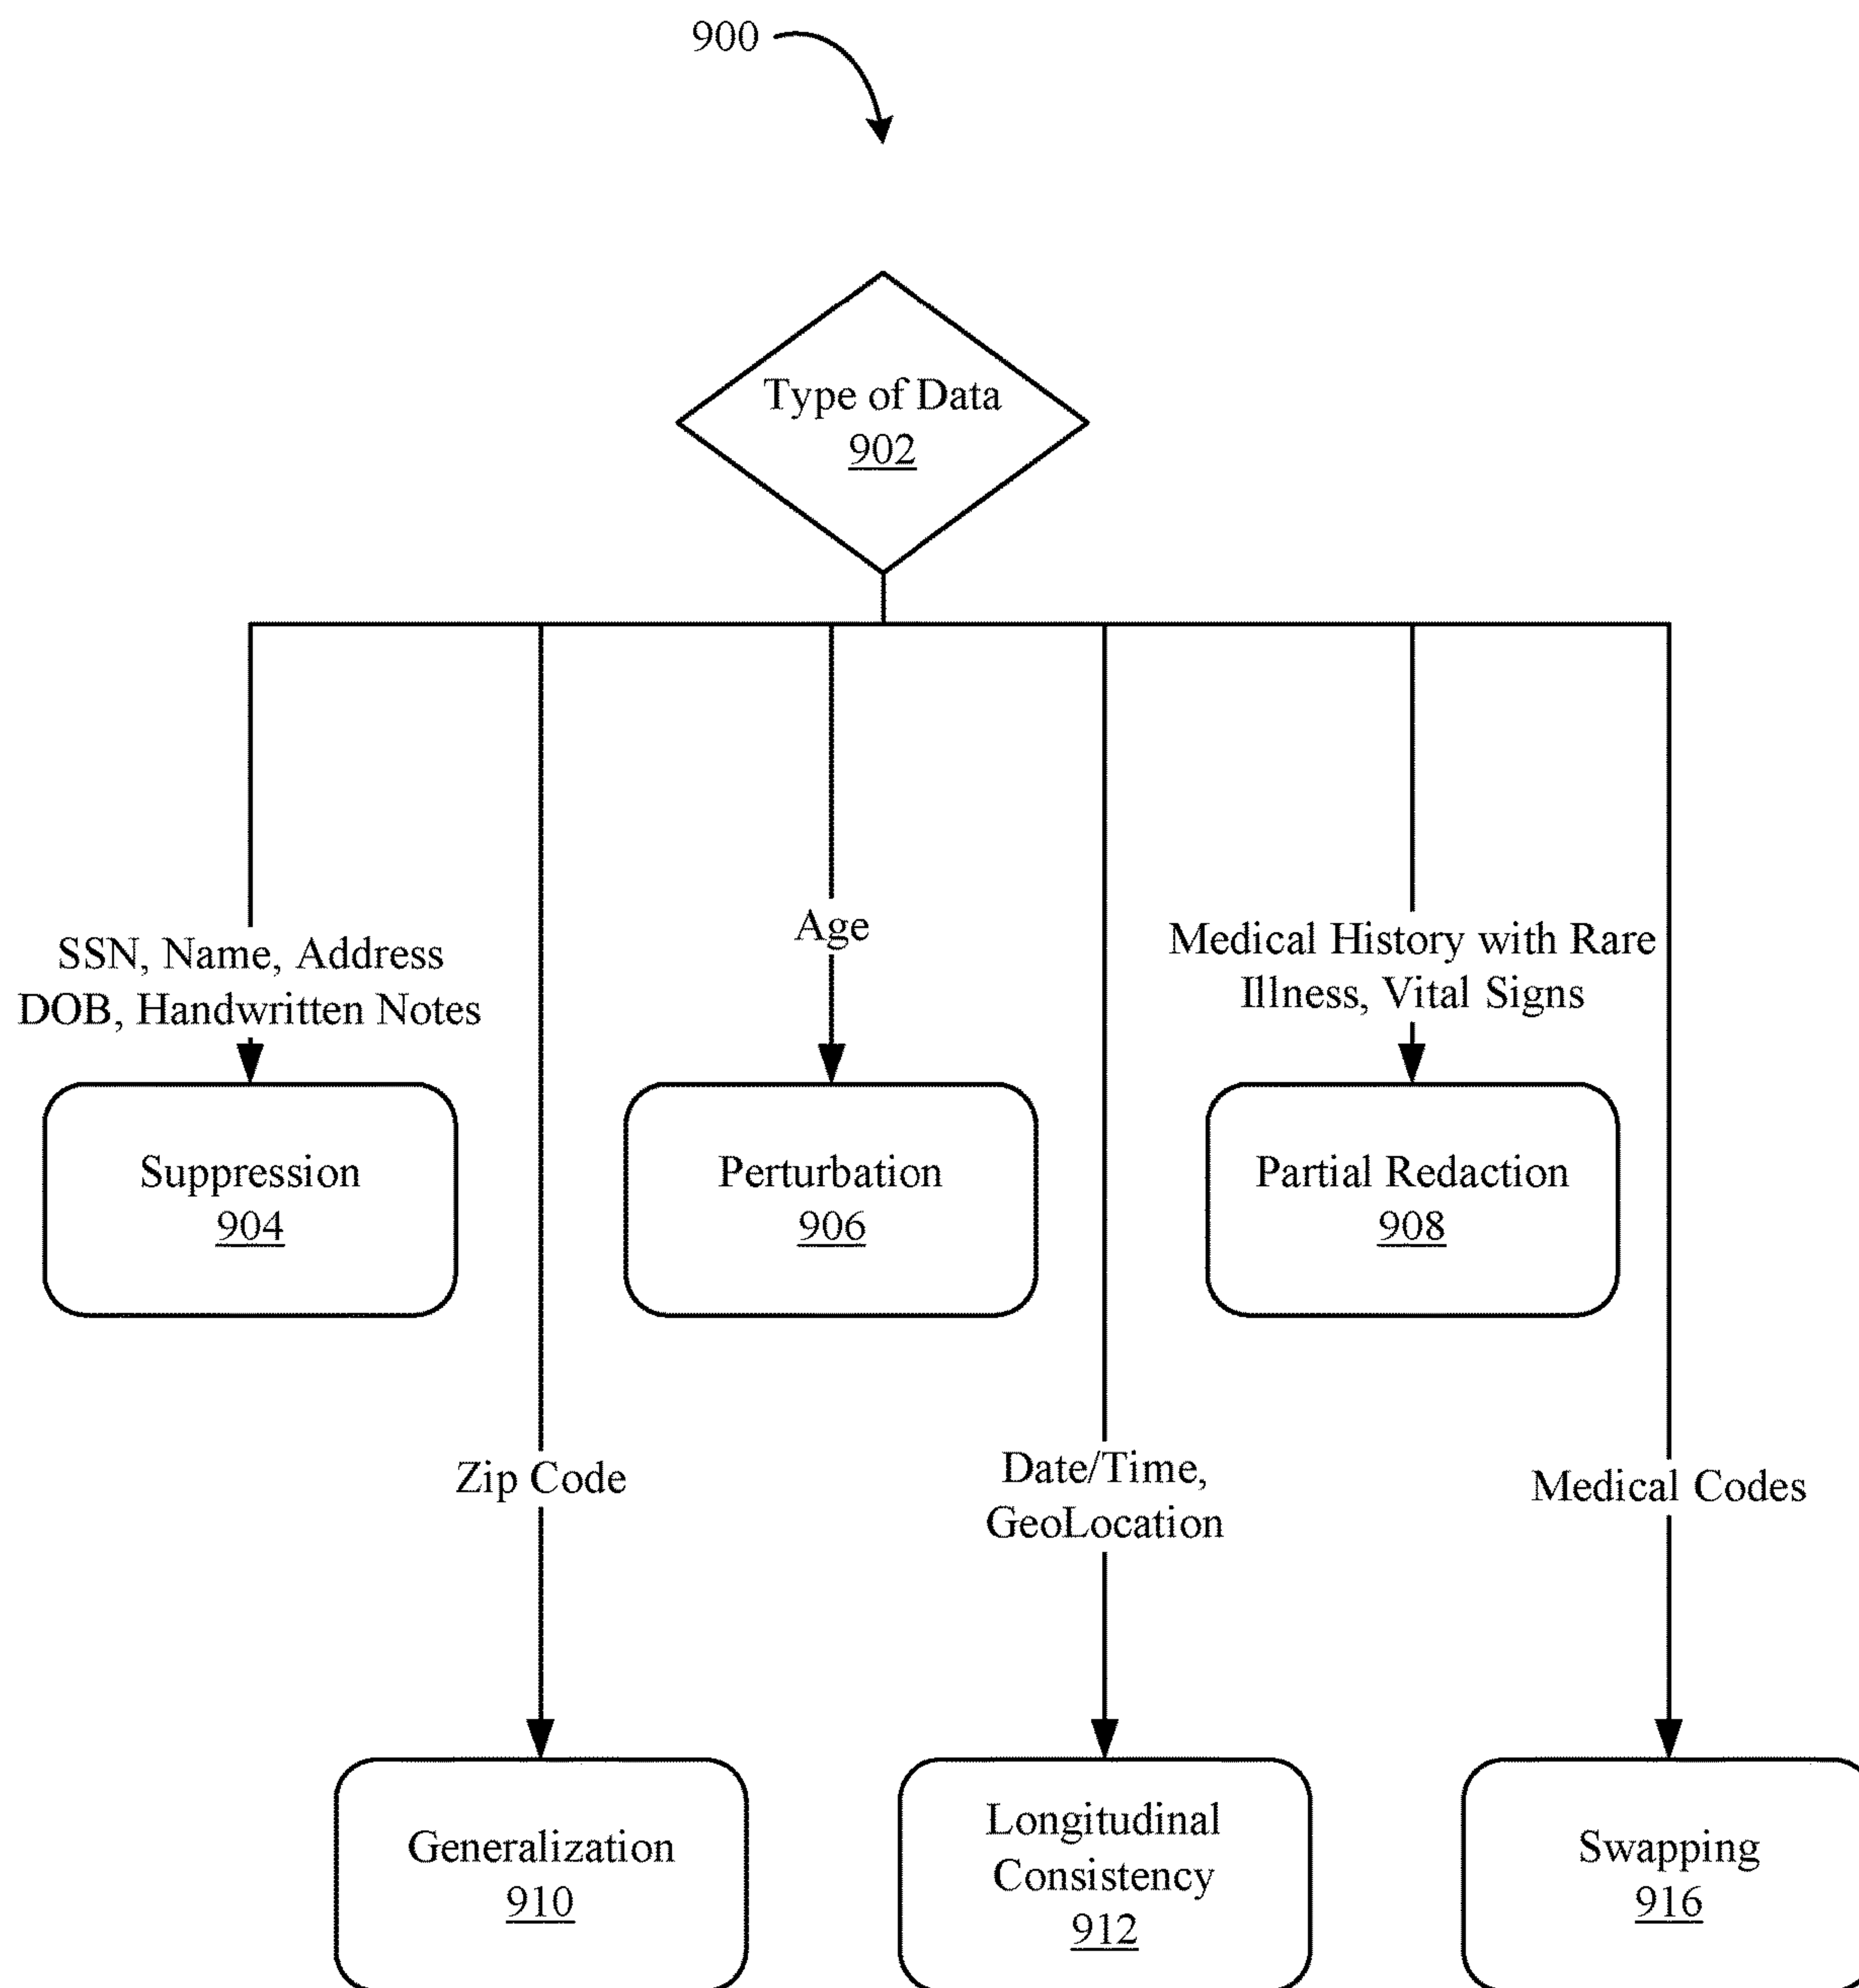 900
Type of Data
902
SSN, Name, Address
DOB, Handwritten Notes
Age
Medical History with Rare
Illness, Vital Signs
Suppression
904
Perturbation
906
Partial Redaction
908
Zip Code
Date/Time,
GeoLocation
Medical Codes
Generalization
910
Longitudinal
Consistency
912
Swapping
916